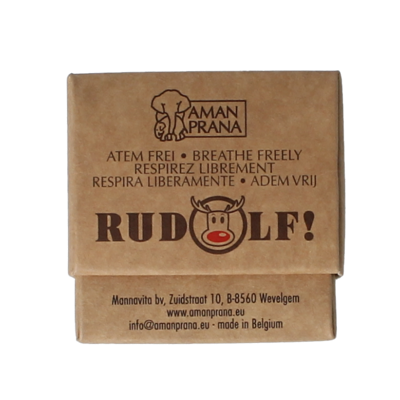 AMAN
PRANA
ATEM FREI • BREATHE FREELY
RESPIREZ LIBREMENT
RESPIRA LIBERAMENTE • ADEM VRIJ
RUDOLF!
Mannavita bv, Zuidstraat 10, B-8560 Wevelgem
www.amanprana.eu
info@amanprana.eu - made in Belgium